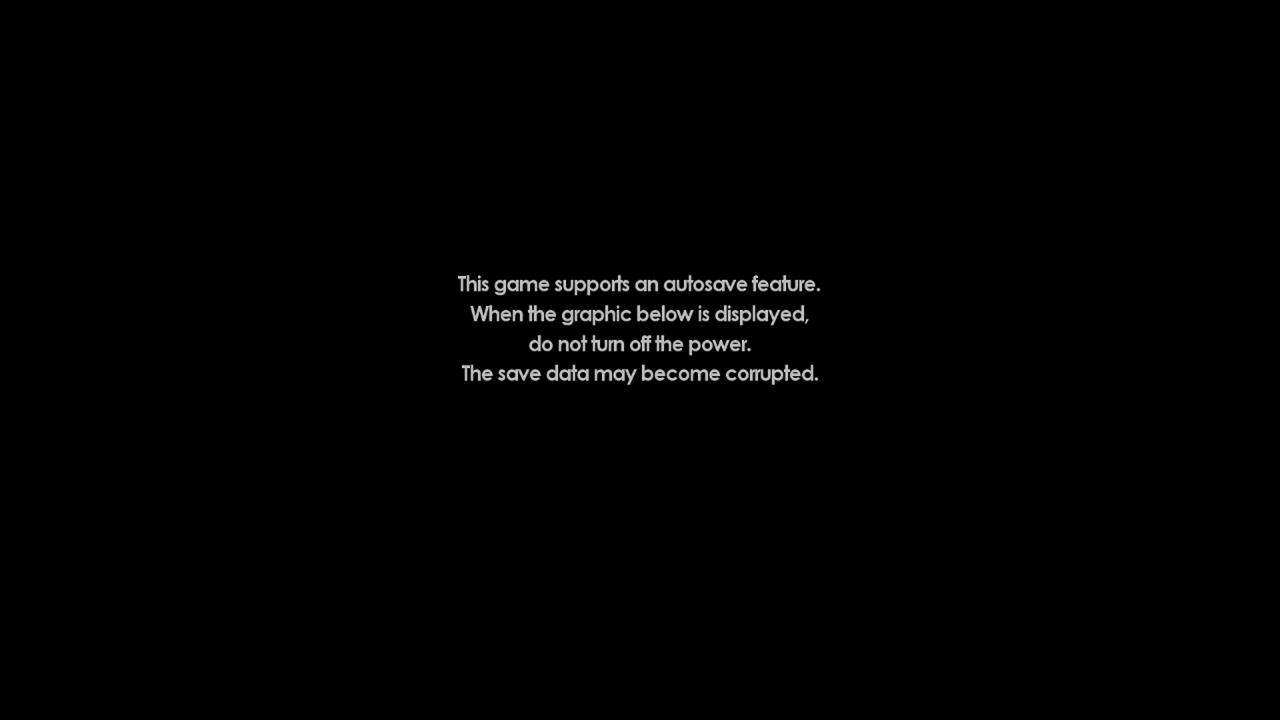 This game supports an autosave feature.
When the graphic below is displayed,
do not turn off the power.
The save data may become corrupted.